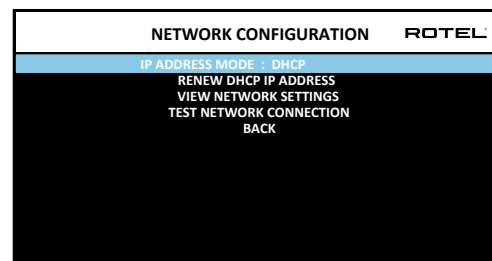 NETWORK CONFIGURATION ROTEL
IP ADDRESS MODE : DHCP
RENEW DHCP IP ADDRESS
VIEW NETWORK SETTINGS
TEST NETWORK CONNECTION
BACK